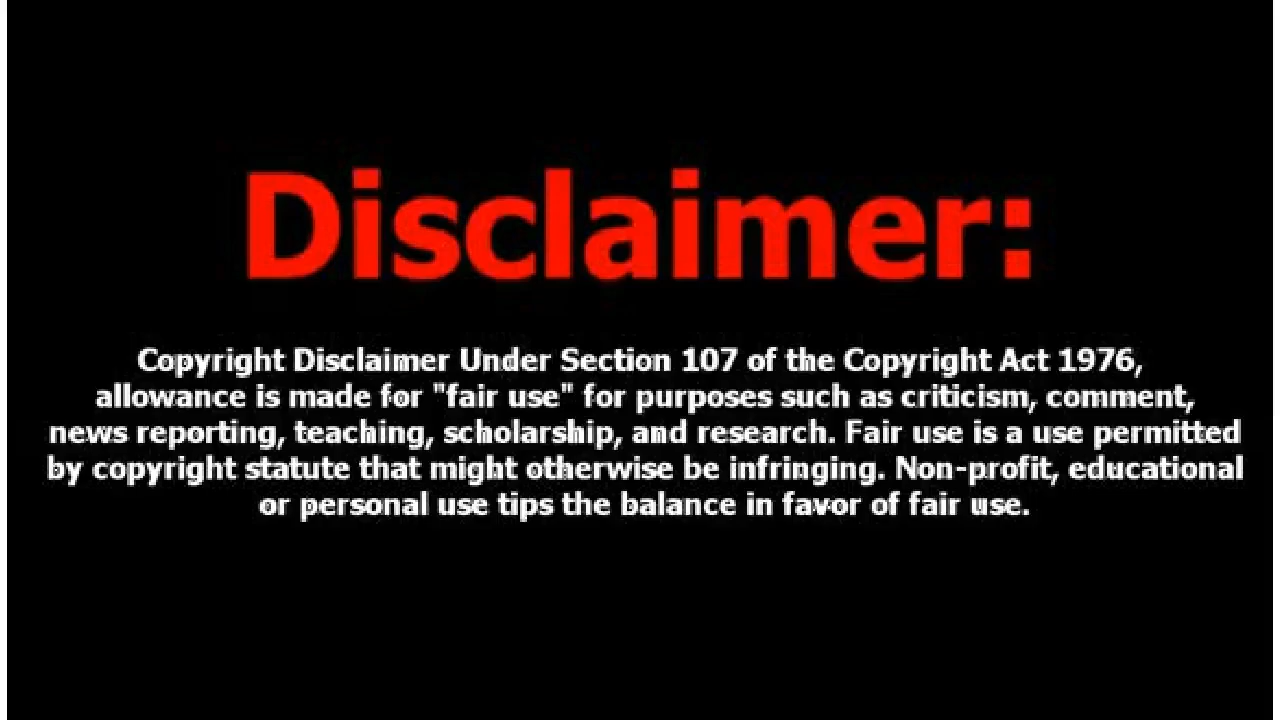 Disclaimer:
Copyright Disclaimer Under Section 107 of the Copyright Act 1976,
allowance is made for "fair use" for purposes such as criticism, comment,
news reporting, teaching, scholarship, and research. Fair use is a use permitted
by copyright statute that might otherwise be infringing. Non-profit, educational
or personal use tips the balance in favor of fair use.